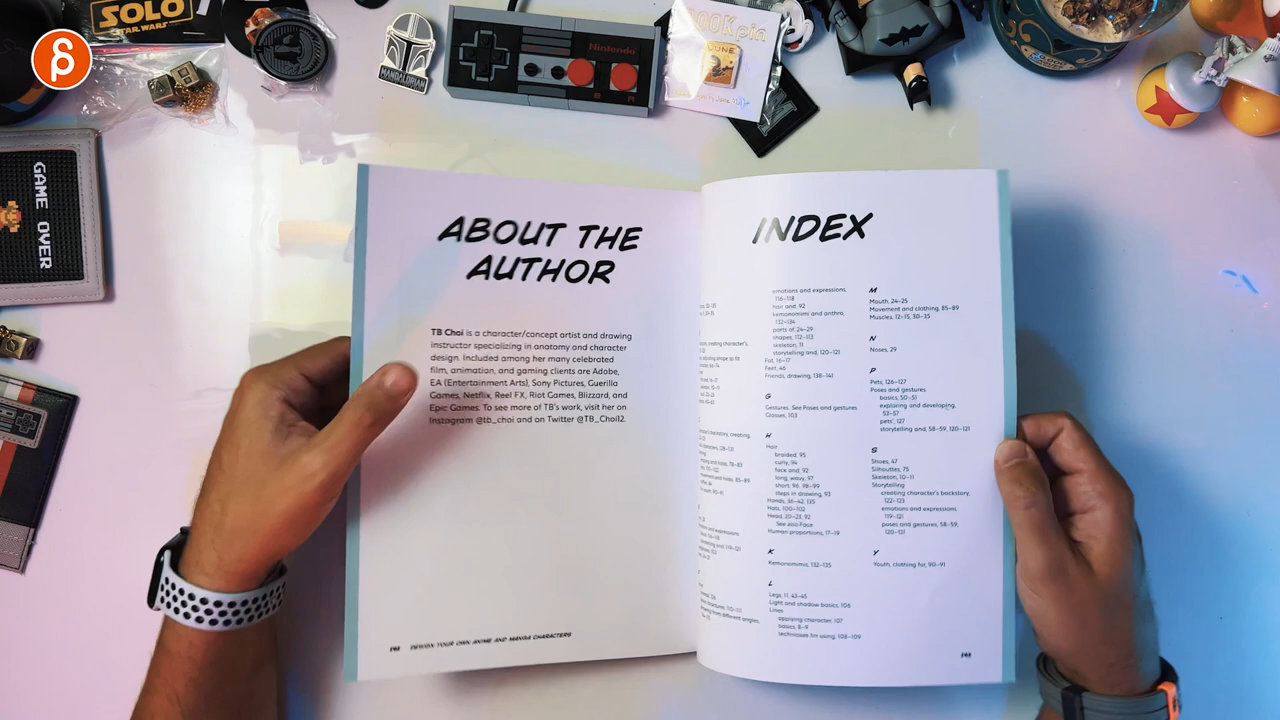 SOLO
STAR WARS
MANDALORIAN
Nintendo
B
A
GAME OVER
ABOUT THE
AUTHOR
TB Choi is a character/concept artist and drawing
instructor specializing in anatomy and character
design. Included among her many celebrated
film, animation, and gaming clients are Adobe,
EA (Entertainment Arts), Sony Pictures, Guerilla
Games, Netflix, Reel FX, Riot Games, Blizzard, and
Epic Games. To see more of TB's work, visit her on
Instagram @tb_choi and on Twitter @TB_Choi12.
DESIGN YOUR OWN ANIME AND MANGA CHARACTERS
INDEX
emotions and expressions,
116–118
hair and, 92
kemonomimi and anthro,
132–134
parts of, 24–29
shapes, 112–113
skeleton, 11
storytelling and, 120–121
Fat, 16–17
Feet, 46
Friends, drawing, 138–141
G
Gestures. See Poses and gestures
Glasses, 103
H
Hair
braided, 95
curly, 94
face and, 92
long, wavy, 97
short, 96, 98–99
steps in drawing, 93
Hands, 36–42, 135
Hats, 100–102
Head, 20–23, 92
See also Face
Human proportions, 17–19
K
Kemonomimis, 132–135
L
Legs, 11, 43–45
Light and shadow basics, 106
Lines
applying character, 107
basics, 8–9
techniques for using, 108–109
M
Mouth, 24–25
Movement and clothing, 85–89
Muscles, 12–15, 30–35
N
Noses, 29
P
Pets, 126–127
Poses and gestures
basics, 50–51
exploring and developing,
53–57
pets', 127
storytelling and, 58–59, 120–121
S
Shoes, 47
Silhouttes, 75
Skeleton, 10–11
Storytelling
creating character's backstory,
122–123
emotions and expressions,
119–121
poses and gestures, 58–59,
120–121
Y
Youth, clothing for, 90–91
143